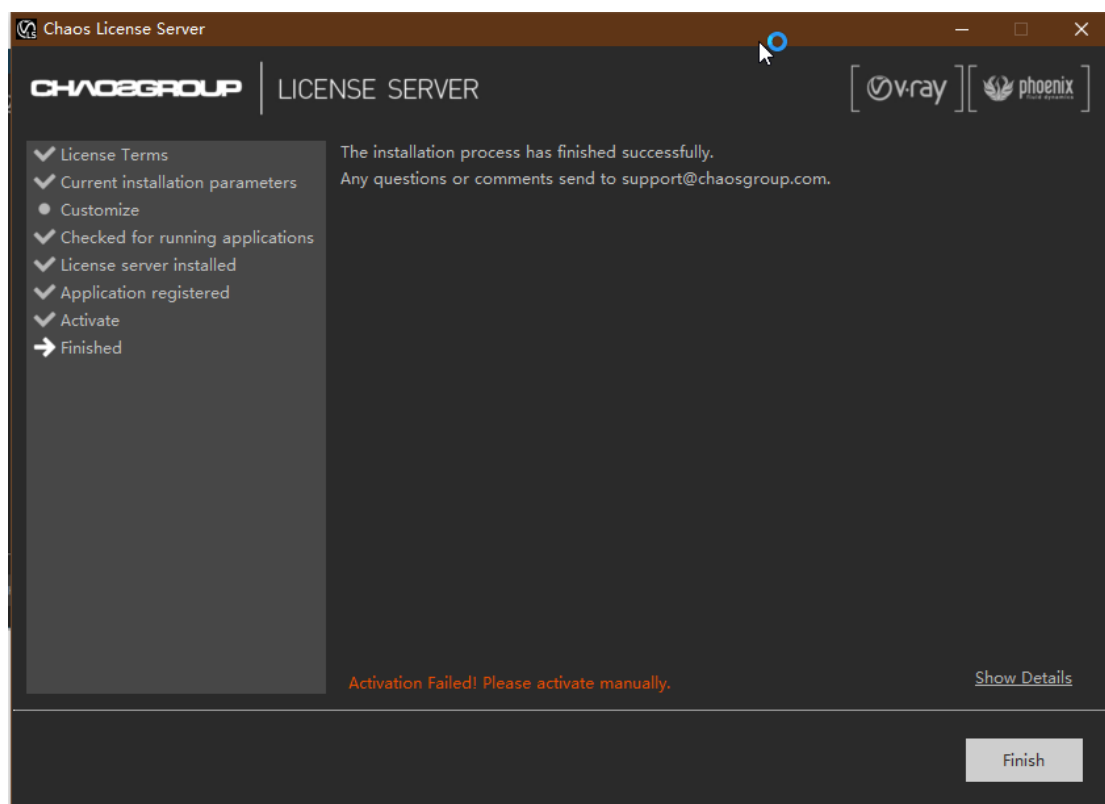 Chaos License Server
CHAOSGROUP LICENSE SERVER
v·ray phoenix
fluid dynamics
License Terms
Current installation parameters
Customize
Checked for running applications
License server installed
Application registered
Activate
Finished
The installation process has finished successfully.
Any questions or comments send to support@chaosgroup.com.
Activation Failed! Please activate manually.
Show Details
Finish